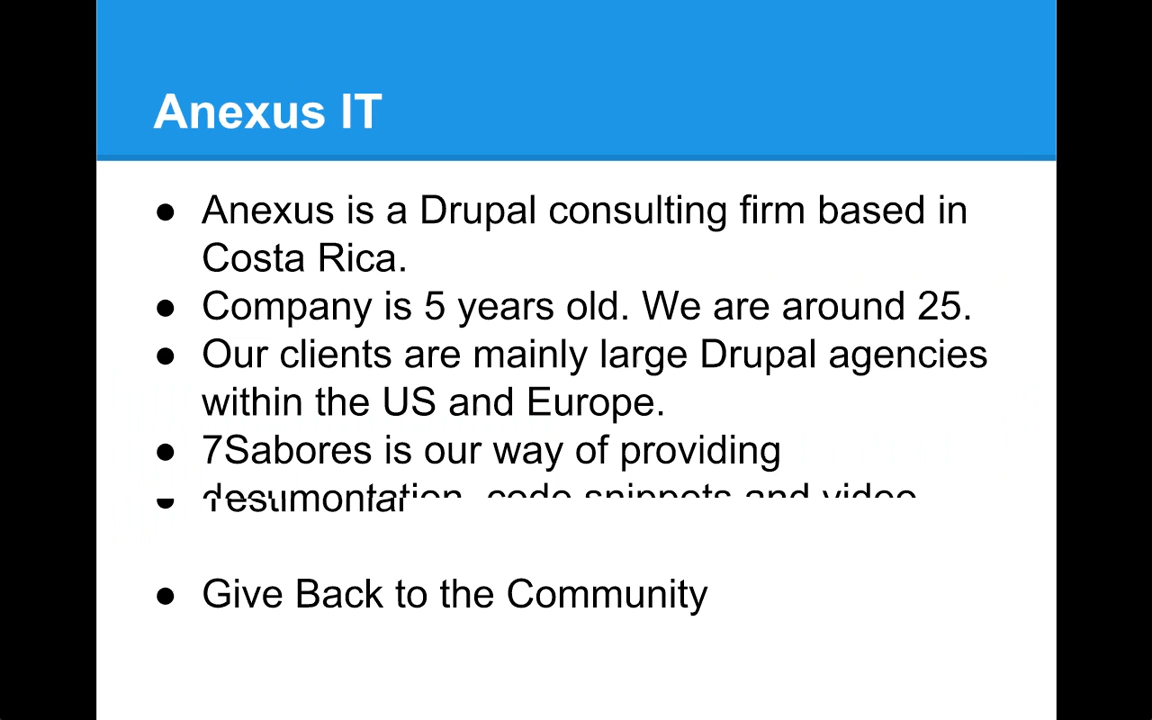 Anexus IT
● Anexus is a Drupal consulting firm based in
Costa Rica.
● Company is 5 years old. We are around 25.
● Our clients are mainly large Drupal agencies
within the US and Europe.
● 7Sabores is our way of providing
code snippets and video
● Give Back to the Community